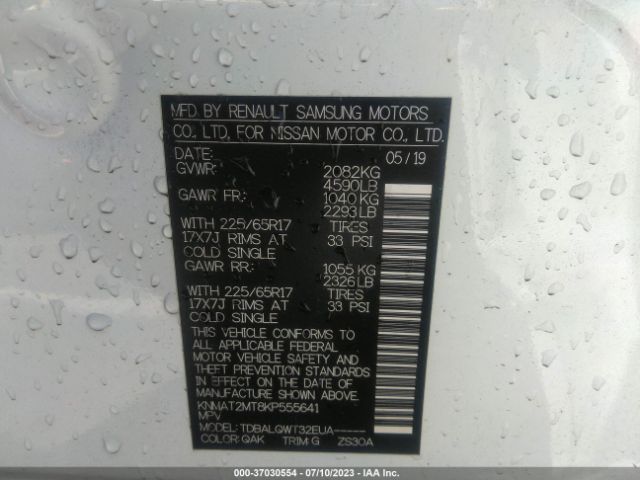 MFD BY RENAULT SAMSUNG MOTORS
CO., LTD. FOR NISSAN MOTOR CO., LTD.
DATE: 05/19
GVWR: 2082KG
4590LB
GAWR FR: 1040 KG
2293 LB
WITH 225/65R17 TIRES
17X7J RIMS AT 33 PSI
COLD SINGLE
GAWR RR: 1055 KG
2326 LB
WITH 225/65R17 TIRES
17X7J RIMS AT 33 PSI
COLD SINGLE
THIS VEHICLE CONFORMS TO
ALL APPLICABLE FEDERAL
MOTOR VEHICLE SAFETY AND
THEFT PREVENTION STANDARDS
IN EFFECT ON THE DATE OF
MANUFACTURE SHOWN ABOVE
KNMAT2MT8KP555641
MPV
MODEL: TDBALQWT32EUA-----
COLOR: QAK TRIM: G ZS30A
000-37030554 - 07/10/2023 - IAA, Inc.